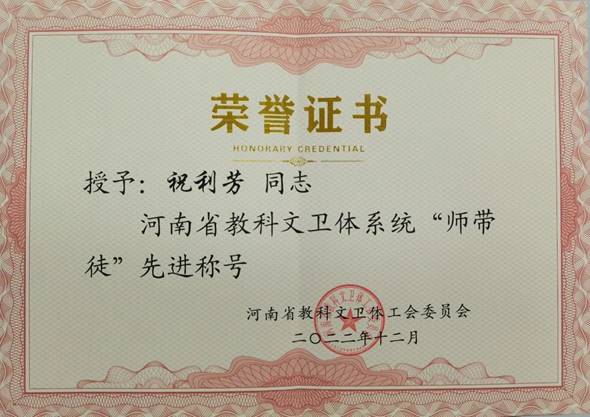 荣誉证书
HONORARY CREDENTIAL
授予：祝利芳 同志
河南省教科文卫体系统“师带
徒”先进称号
河南省教科文卫体工会委员会
二〇二二年十二月